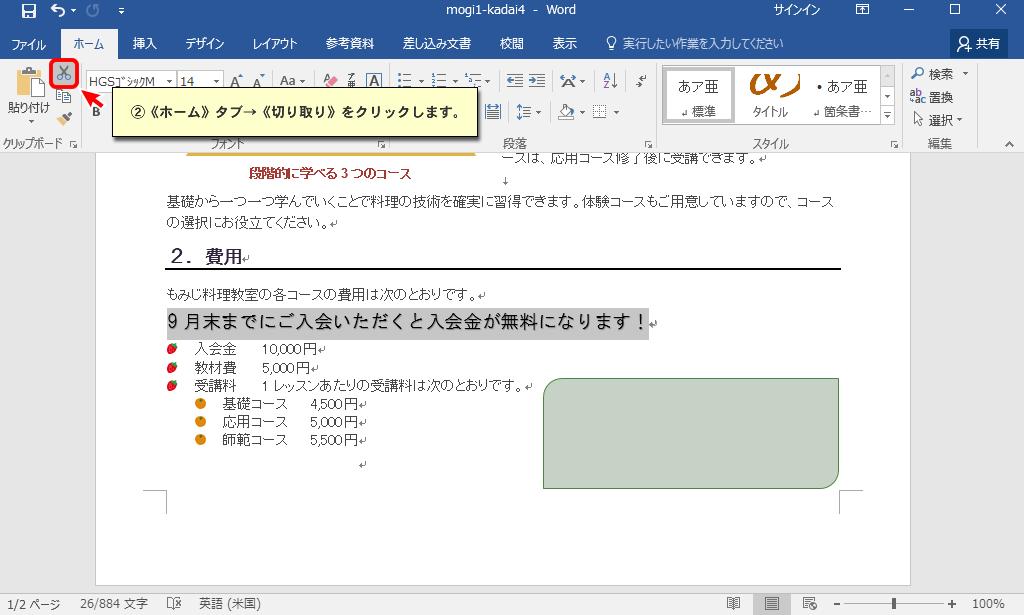 mogi1-kadai4 - Word
サインイン
ファイル ホーム 挿入 デザイン レイアウト 参考資料 差し込み文書 校閲 表示 実行したい作業を入力してください 共有
HGSｺﾞｼｯｸM 14 Aa A
あア亜 あア亜
貼り付け
B
↲標準 タイトル ↲箇条書…
検索
置換
選択
②《ホーム》タブ→《切り取り》をクリックします。
クリップボード フォント 段落 スタイル 編集
ースは、応用コース修了後に受講できます。↲
段階的に学べる３つのコース
↓
基礎から一つ一つ学んでいくことで料理の技術を確実に習得できます。体験コースもご用意していますので、コース
の選択にお役立てください。↲
２．費用↲
もみじ料理教室の各コースの費用は次のとおりです。↲
９月末までにご入会いただくと入会金が無料になります！↲
入会金 10,000円↲
教材費 5,000円↲
受講料 1レッスンあたりの受講料は次のとおりです。↲
基礎コース 4,500円↲
応用コース 5,000円↲
師範コース 5,500円↲
↲
1/2 ページ 26/884 文字 英語 (米国) 100%